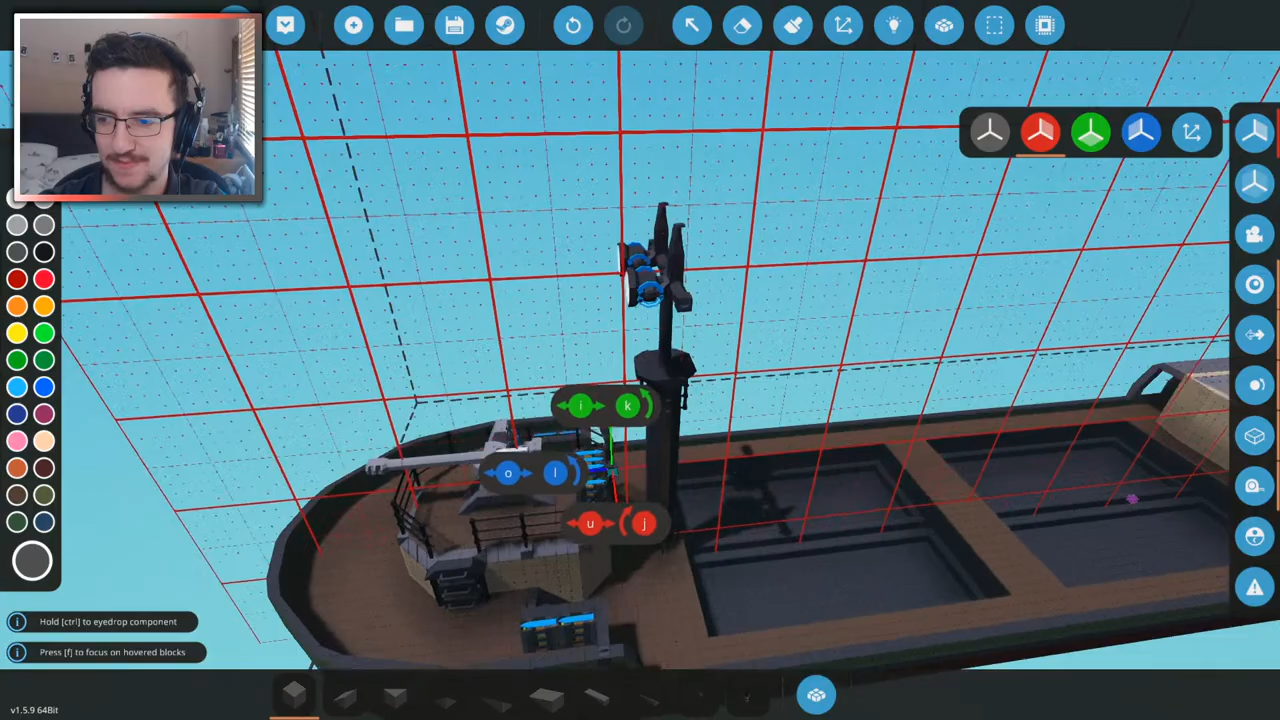 i k
o l
u j
Hold [ctrl] to eyedrop component
Press [f] to focus on hovered blocks
v1.5.9 64Bit